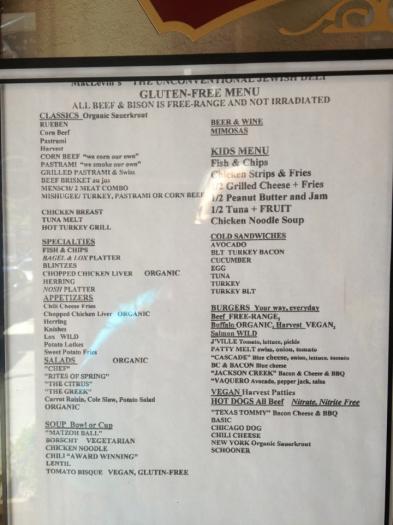 MacLevin's THE UNCONVENTIONAL JEWISH DELI
GLUTEN-FREE MENU
ALL BEEF & BISON IS FREE-RANGE AND NOT IRRADIATED
CLASSICS Organic Sauerkraut
RUEBEN
Corn Beef
Pastrami
Harvest
CORN BEEF "we corn our own"
PASTRAMI "we smoke our own"
GRILLED PASTRAMI & Swiss
BEEF BRISKET au jus
MENSCH/ 2 MEAT COMBO
MISHUGEE/ TURKEY, PASTRAMI OR CORN BEEF
CHICKEN BREAST
TUNA MELT
HOT TURKEY GRILL
SPECIALTIES
FISH & CHIPS
BAGEL & LOX PLATTER
BLINTZES
CHOPPED CHICKEN LIVER ORGANIC
HERRING
NOSH PLATTER
APPETIZERS
Chili Cheese Fries
Chopped Chicken Liver ORGANIC
Herring
Knishes
Lox WILD
Potato Latkes
Sweet Potato Fries
SALADS ORGANIC
"CHEF"
"RITES OF SPRING"
"THE CITRUS"
"THE GREEK"
Carrot Raisin, Cole Slaw, Potato Salad
ORGANIC
SOUP Bowl or Cup
"MATZOH BALL"
BORSCHT VEGETARIAN
CHICKEN NOODLE
CHILI "AWARD WINNING"
LENTIL
TOMATO BISQUE VEGAN, GLUTIN-FREE
BEER & WINE
MIMOSAS
KIDS MENU
Fish & Chips
Chicken Strips & Fries
1/2 Grilled Cheese + Fries
1/2 Peanut Butter and Jam
1/2 Tuna + FRUIT
Chicken Noodle Soup
COLD SANDWICHES
AVOCADO
BLT TURKEY BACON
CUCUMBER
EGG
TUNA
TURKEY
TURKEY BLT
BURGERS Your way, everyday
Beef FREE-RANGE,
Buffalo ORGANIC, Harvest VEGAN,
Salmon WILD
J'VILLE Tomato, lettuce, pickle
PATTY MELT swiss, onion, tomato
"CASCADE" Blue cheese, onion, lettuce, tomato
BC & BACON Blue cheese
"JACKSON CREEK" Bacon & Cheese & BBQ
"VAQUERO Avocado, pepper jack, salsa
VEGAN Harvest Patties
HOT DOGS All Beef Nitrate, Nitrite Free
"TEXAS TOMMY" Bacon Cheese & BBQ
BASIC
CHICAGO DOG
CHILI CHEESE
NEW YORK Organic Sauerkraut
SCHOONER